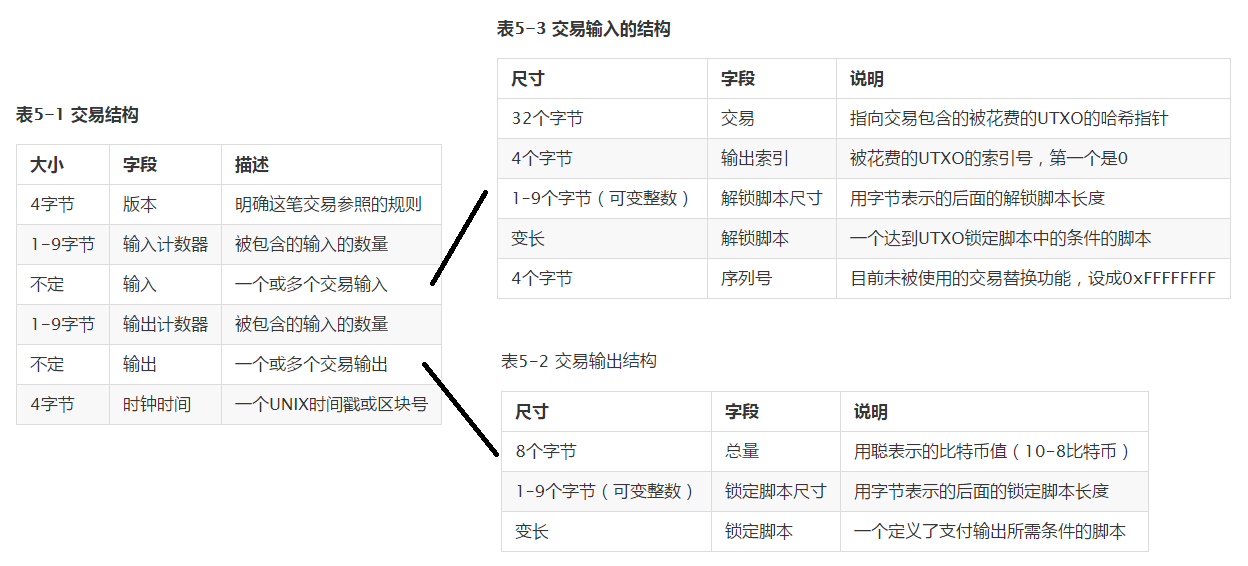 表5-1 交易结构
大小 字段 描述
4字节 版本 明确这笔交易参照的规则
1-9字节 输入计数器 被包含的输入的数量
不定 输入 一个或多个交易输入
1-9字节 输出计数器 被包含的输入的数量
不定 输出 一个或多个交易输出
4字节 时钟时间 一个UNIX时间戳或区块号
表5-3 交易输入的结构
尺寸 字段 说明
32个字节 交易 指向交易包含的被花费的UTXO的哈希指针
4个字节 输出索引 被花费的UTXO的索引号，第一个是0
1-9个字节（可变整数） 解锁脚本尺寸 用字节表示的后面的解锁脚本长度
变长 解锁脚本 一个达到UTXO锁定脚本中的条件的脚本
4个字节 序列号 目前未被使用的交易替换功能，设成0xFFFFFFFF
表5-2 交易输出结构
尺寸 字段 说明
8个字节 总量 用聪表示的比特币值（10-8比特币）
1-9个字节（可变整数） 锁定脚本尺寸 用字节表示的后面的锁定脚本长度
变长 锁定脚本 一个定义了支付输出所需条件的脚本